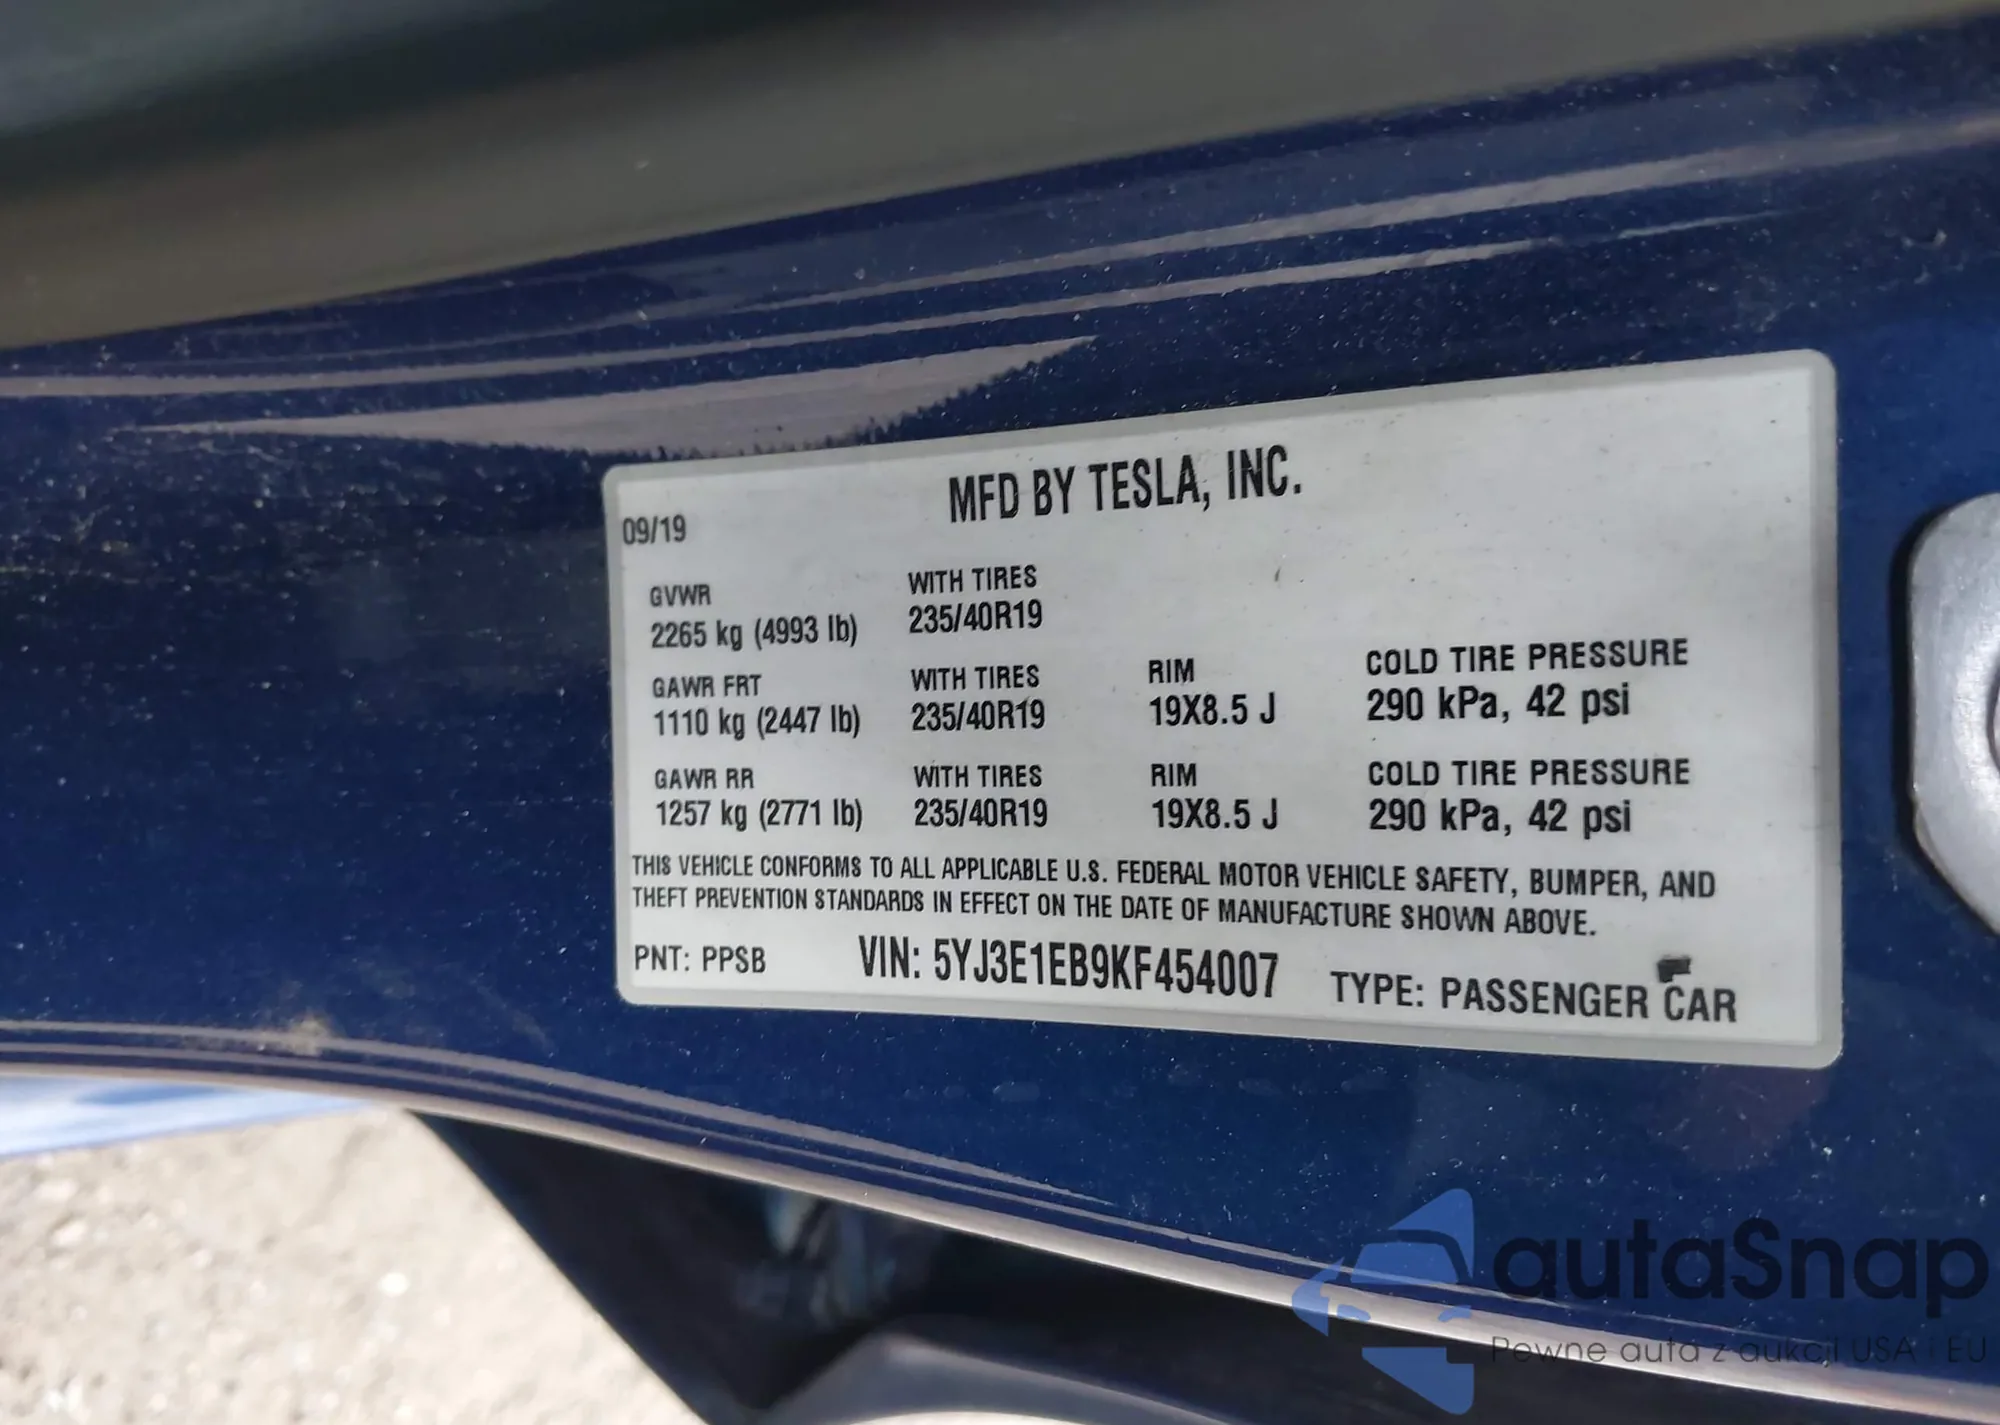 MFD BY TESLA, INC.
09/19
GVWR WITH TIRES
2265 kg (4993 lb) 235/40R19
GAWR FRT WITH TIRES RIM COLD TIRE PRESSURE
1110 kg (2447 lb) 235/40R19 19X8.5 J 290 kPa, 42 psi
GAWR RR WITH TIRES RIM COLD TIRE PRESSURE
1257 kg (2771 lb) 235/40R19 19X8.5 J 290 kPa, 42 psi
THIS VEHICLE CONFORMS TO ALL APPLICABLE U.S. FEDERAL MOTOR VEHICLE SAFETY, BUMPER, AND
THEFT PREVENTION STANDARDS IN EFFECT ON THE DATE OF MANUFACTURE SHOWN ABOVE.
PNT: PPSB VIN: 5YJ3E1EB9KF454007 TYPE: PASSENGER CAR
autaSnap
Pewne auta z aukcji USA i EU